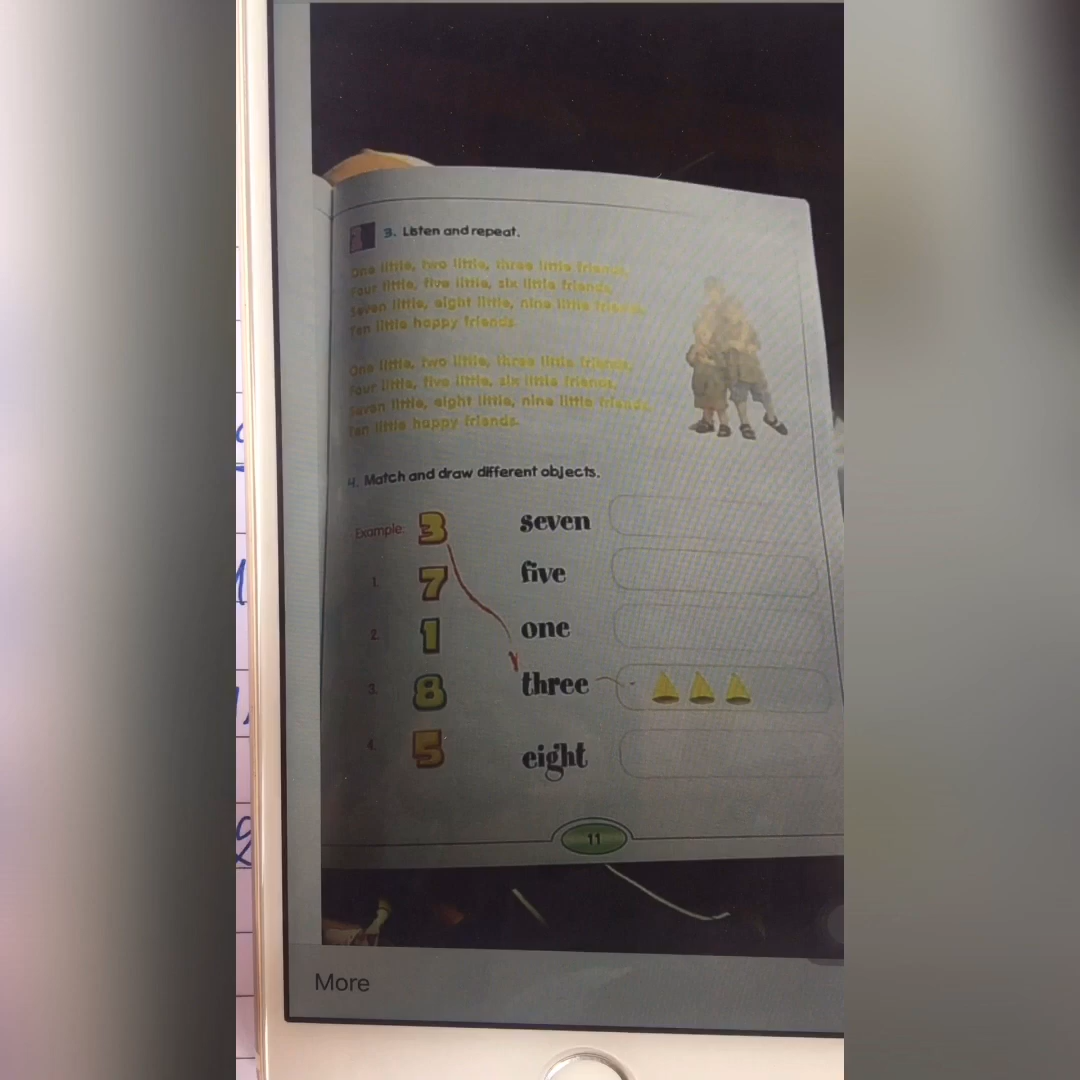 3. Listen and repeat.
One little, two little, three little friends,
Four little, five little, six little friends,
Seven little, eight little, nine little friends,
Ten little happy friends.
One little, two little, three little friends,
Four little, five little, six little friends,
Seven little, eight little, nine little friends,
Ten little happy friends.
4. Match and draw different objects.
Example: 3 seven
1. 7 five
2. 1 one
3. 8 three
4. 5 eight
11
More